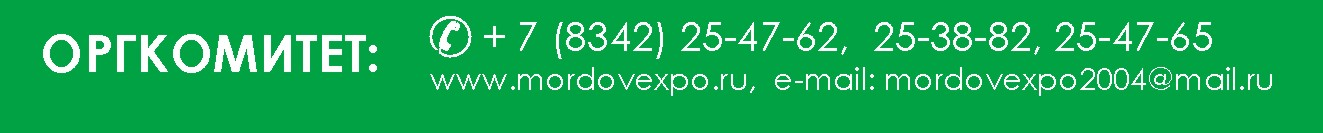 ОРГКОМИТЕТ:
✆ + 7 (8342) 25-47-62, 25-38-82, 25-47-65
www.mordovexpo.ru, e-mail: mordovexpo2004@mail.ru